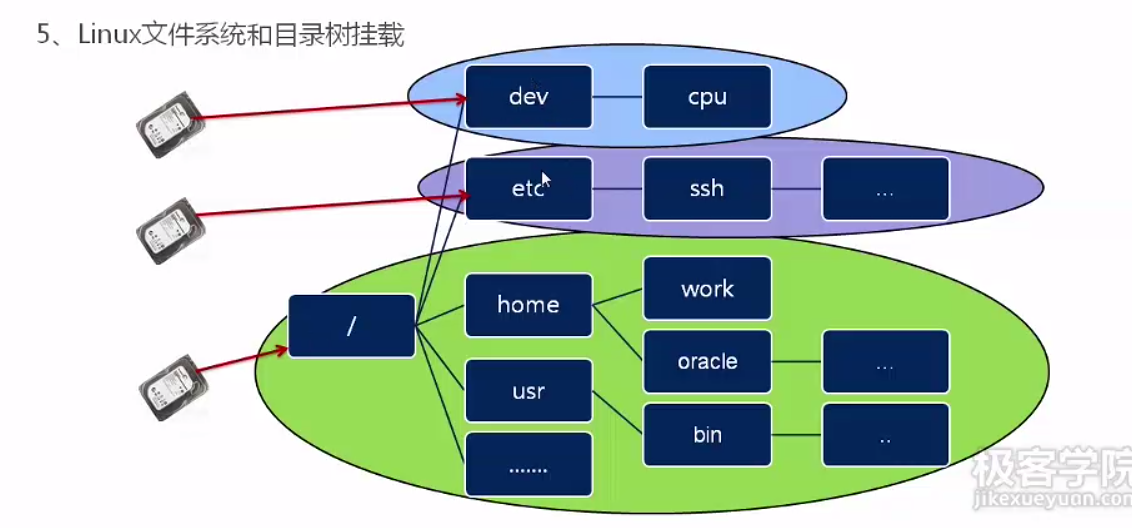 5、Linux文件系统和目录树挂载
dev
cpu
etc
ssh
...
/
home
work
oracle
...
usr
bin
..
.......
极客学院
jikexueyuan.com